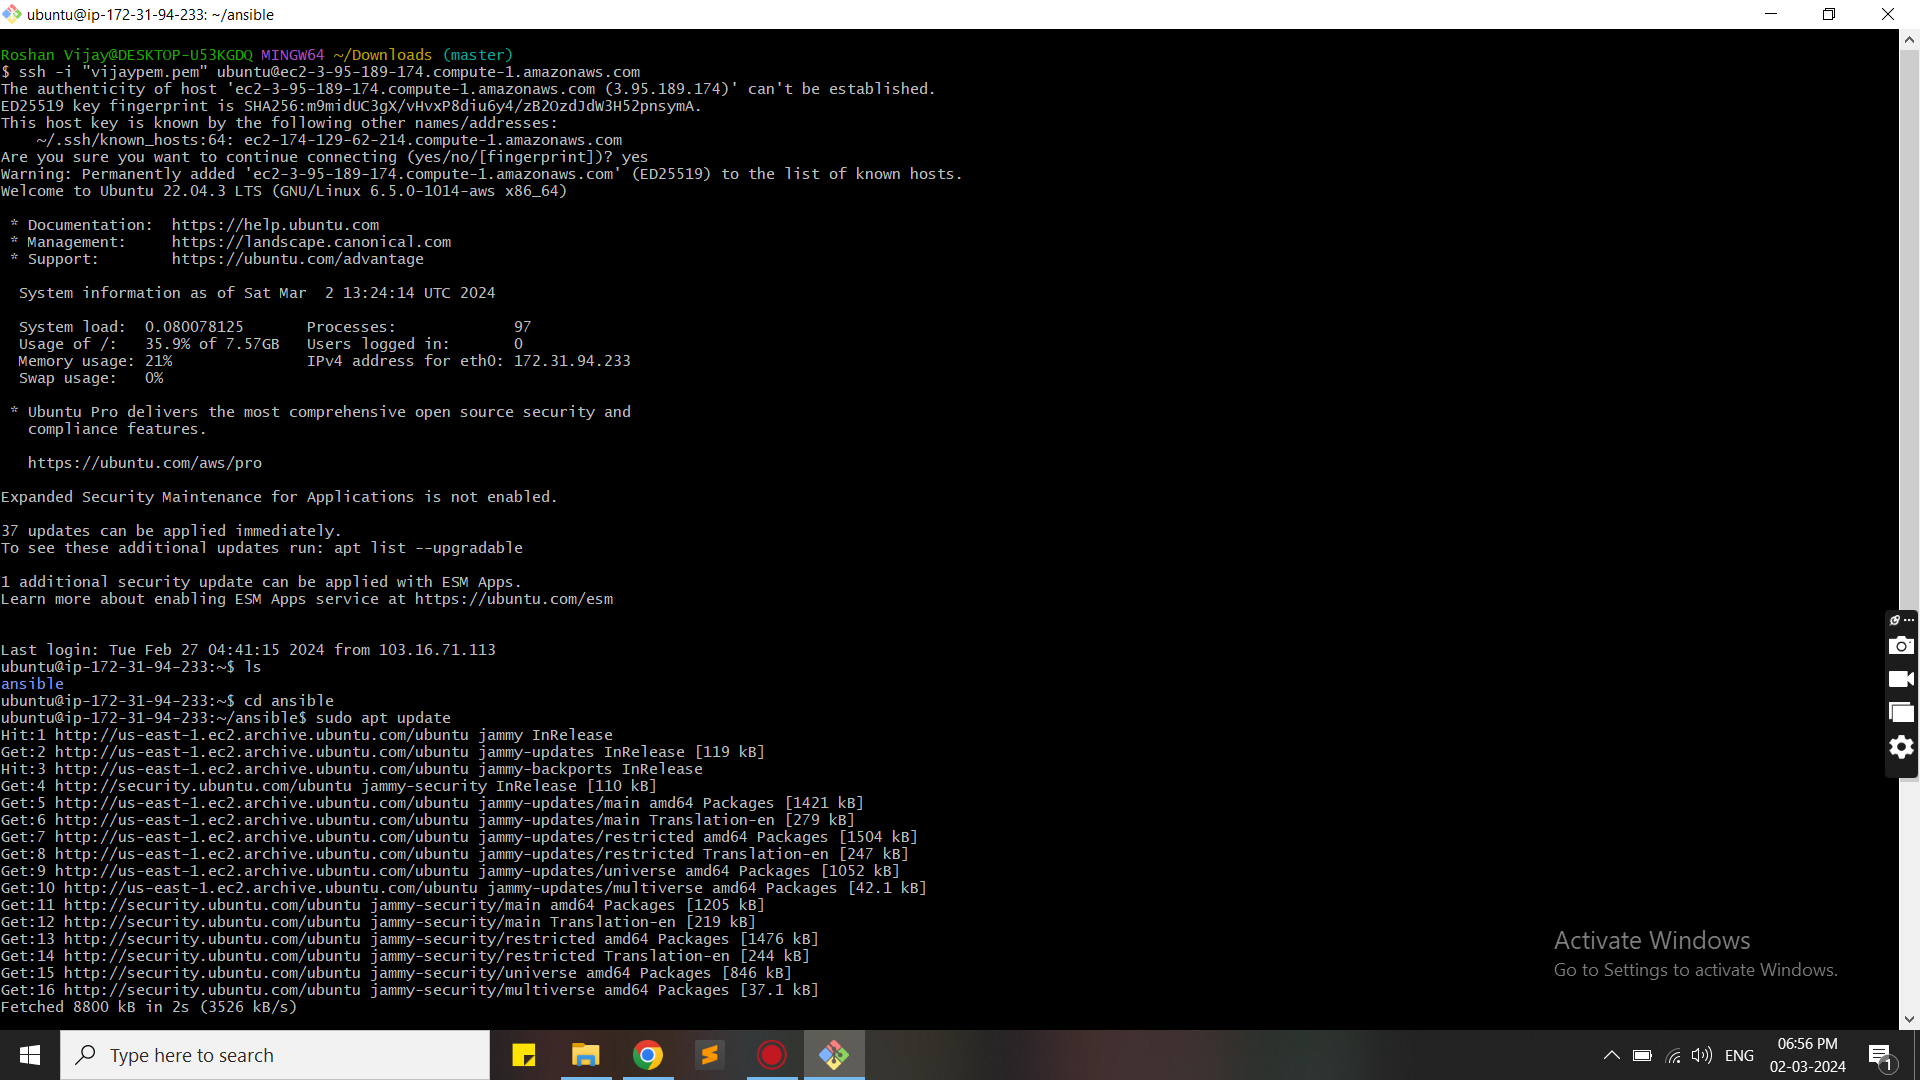 ubuntu@ip-172-31-94-233: ~/ansible
Roshan Vijay@DESKTOP-U53KGDQ MINGW64 ~/Downloads (master)
$ ssh -i "vijaypem.pem" ubuntu@ec2-3-95-189-174.compute-1.amazonaws.com
The authenticity of host 'ec2-3-95-189-174.compute-1.amazonaws.com (3.95.189.174)' can't be established.
ED25519 key fingerprint is SHA256:m9midUC3gX/vHvxP8diu6y4/zB2OzdJdW3H52pnsymA.
This host key is known by the following other names/addresses:
    ~/.ssh/known_hosts:64: ec2-174-129-62-214.compute-1.amazonaws.com
Are you sure you want to continue connecting (yes/no/[fingerprint])? yes
Warning: Permanently added 'ec2-3-95-189-174.compute-1.amazonaws.com' (ED25519) to the list of known hosts.
Welcome to Ubuntu 22.04.3 LTS (GNU/Linux 6.5.0-1014-aws x86_64)
 * Documentation:  https://help.ubuntu.com
 * Management:     https://landscape.canonical.com
 * Support:        https://ubuntu.com/advantage
  System information as of Sat Mar  2 13:24:14 UTC 2024
  System load:  0.080078125       Processes:             97
  Usage of /:   35.9% of 7.57GB   Users logged in:       0
  Memory usage: 21%               IPv4 address for eth0: 172.31.94.233
  Swap usage:   0%
 * Ubuntu Pro delivers the most comprehensive open source security and
   compliance features.
   https://ubuntu.com/aws/pro
Expanded Security Maintenance for Applications is not enabled.
37 updates can be applied immediately.
To see these additional updates run: apt list --upgradable
1 additional security update can be applied with ESM Apps.
Learn more about enabling ESM Apps service at https://ubuntu.com/esm
Last login: Tue Feb 27 04:41:15 2024 from 103.16.71.113
ubuntu@ip-172-31-94-233:~$ ls
ansible
ubuntu@ip-172-31-94-233:~$ cd ansible
ubuntu@ip-172-31-94-233:~/ansible$ sudo apt update
Hit:1 http://us-east-1.ec2.archive.ubuntu.com/ubuntu jammy InRelease
Get:2 http://us-east-1.ec2.archive.ubuntu.com/ubuntu jammy-updates InRelease [119 kB]
Hit:3 http://us-east-1.ec2.archive.ubuntu.com/ubuntu jammy-backports InRelease
Get:4 http://security.ubuntu.com/ubuntu jammy-security InRelease [110 kB]
Get:5 http://us-east-1.ec2.archive.ubuntu.com/ubuntu jammy-updates/main amd64 Packages [1421 kB]
Get:6 http://us-east-1.ec2.archive.ubuntu.com/ubuntu jammy-updates/main Translation-en [279 kB]
Get:7 http://us-east-1.ec2.archive.ubuntu.com/ubuntu jammy-updates/restricted amd64 Packages [1504 kB]
Get:8 http://us-east-1.ec2.archive.ubuntu.com/ubuntu jammy-updates/restricted Translation-en [247 kB]
Get:9 http://us-east-1.ec2.archive.ubuntu.com/ubuntu jammy-updates/universe amd64 Packages [1052 kB]
Get:10 http://us-east-1.ec2.archive.ubuntu.com/ubuntu jammy-updates/multiverse amd64 Packages [42.1 kB]
Get:11 http://security.ubuntu.com/ubuntu jammy-security/main amd64 Packages [1205 kB]
Get:12 http://security.ubuntu.com/ubuntu jammy-security/main Translation-en [219 kB]
Get:13 http://security.ubuntu.com/ubuntu jammy-security/restricted amd64 Packages [1476 kB]
Get:14 http://security.ubuntu.com/ubuntu jammy-security/restricted Translation-en [244 kB]
Get:15 http://security.ubuntu.com/ubuntu jammy-security/universe amd64 Packages [846 kB]
Get:16 http://security.ubuntu.com/ubuntu jammy-security/multiverse amd64 Packages [37.1 kB]
Fetched 8800 kB in 2s (3526 kB/s)
Activate Windows
Go to Settings to activate Windows.
Type here to search
ENG
06:56 PM
02-03-2024
1